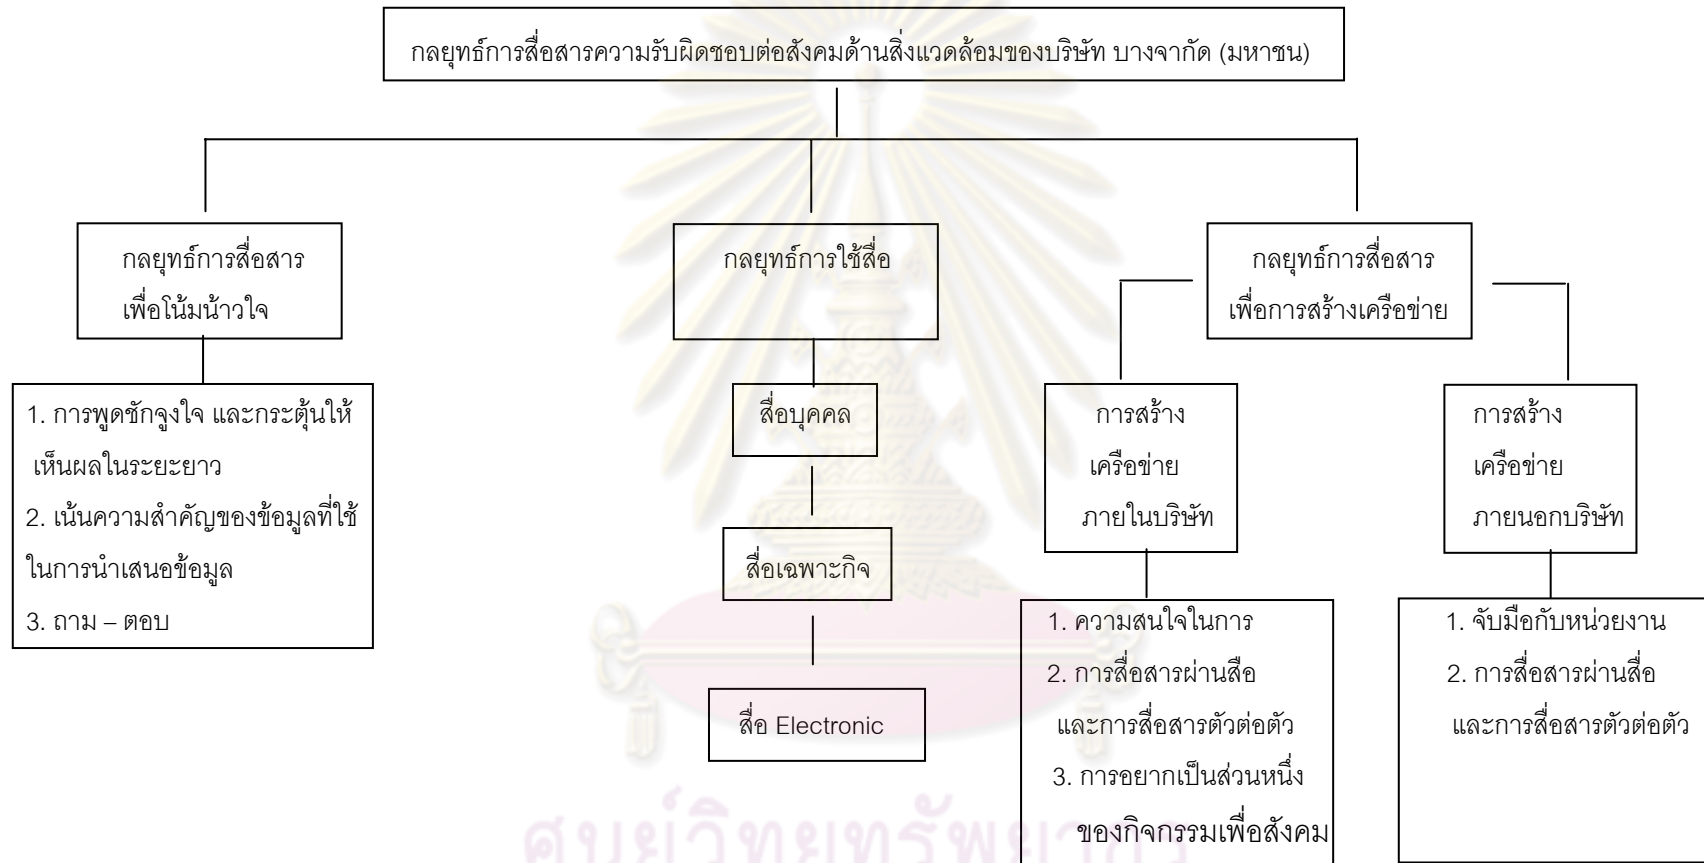 กลยุทธ์การสื่อสารความรับผิดชอบต่อสังคมด้านสิ่งแวดล้อมของบริษัท บางจากัด (มหาชน)
กลยุทธ์การสื่อสาร
เพื่อโน้มน้าวใจ
1. การพูดชักจูงใจ และกระตุ้นให้
เห็นผลในระยะยาว
2. เน้นความสำคัญของข้อมูลที่ใช้
ในการนำเสนอข้อมูล
3. ถาม – ตอบ
กลยุทธ์การใช้สื่อ
สื่อบุคคล
สื่อเฉพาะกิจ
สื่อ Electronic
กลยุทธ์การสื่อสาร
เพื่อการสร้างเครือข่าย
การสร้าง
เครือข่าย
ภายในบริษัท
1. ความสนใจในการ
2. การสื่อสารผ่านสือ
และการสื่อสารตัวต่อตัว
3. การอยากเป็นส่วนหนึ่ง
ของกิจกรรมเพื่อสังคม
การสร้าง
เครือข่าย
ภายนอกบริษัท
1. จับมือกับหน่วยงาน
2. การสื่อสารผ่านสื่อ
และการสื่อสารตัวต่อตัว
ศูนย์วิทยทรัพยากร